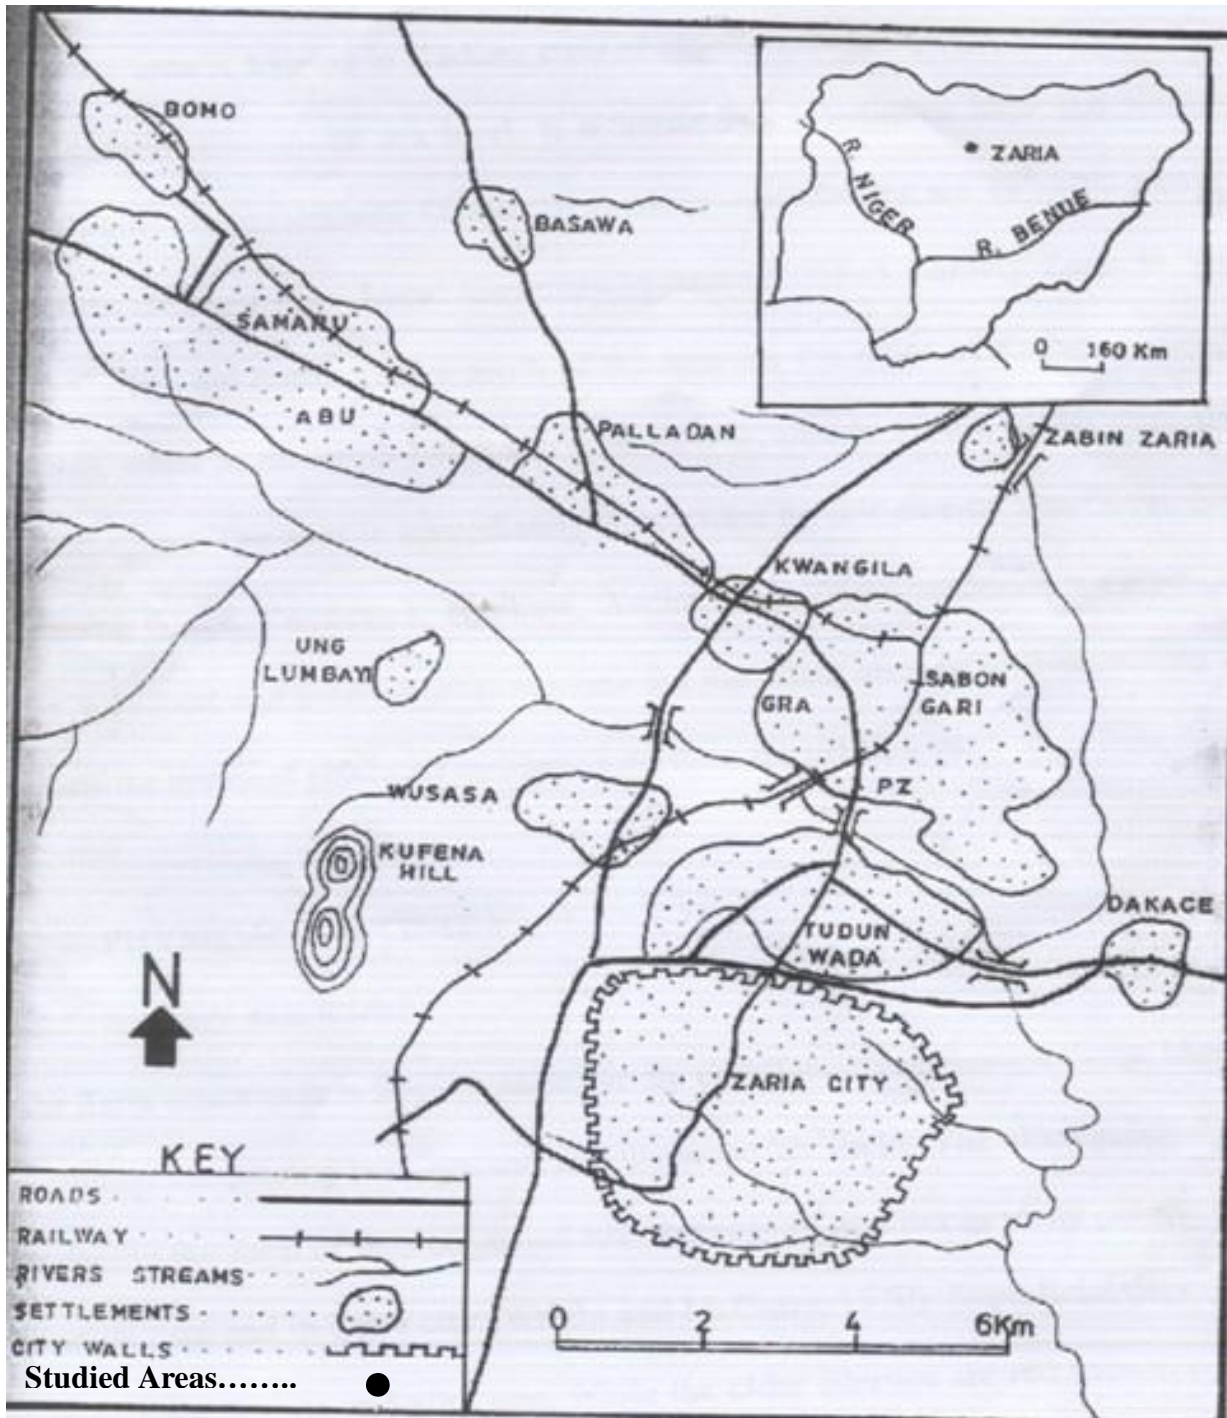 BOMO
BASAWA
ZARIA
R. NIGER
R. BENUE
0 160 Km
SAMARU
ABU
PALLADAN
ZABIN ZARIA
KWANGILA
UNG
LUMBAYI
SABON
GARI
GRA
PZ
WUSASA
KUFENA
HILL
DAKACE
TUDUN
WADA
N
ZARIA CITY
KEY
ROADS
RAILWAY
RIVERS STREAMS
SETTLEMENTS
CITY WALLS
Studied Areas........
0 2 4 6Km